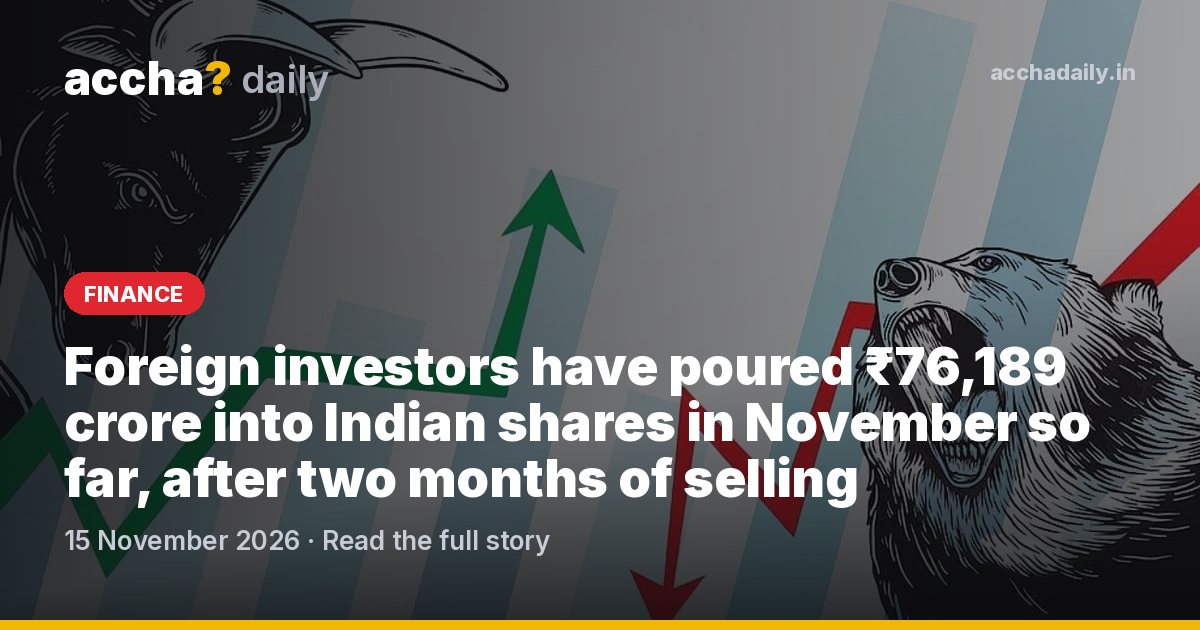 accha? daily
acchadaily.in
FINANCE
Foreign investors have poured ₹76,189
crore into Indian shares in November so
far, after two months of selling
15 November 2026 · Read the full story